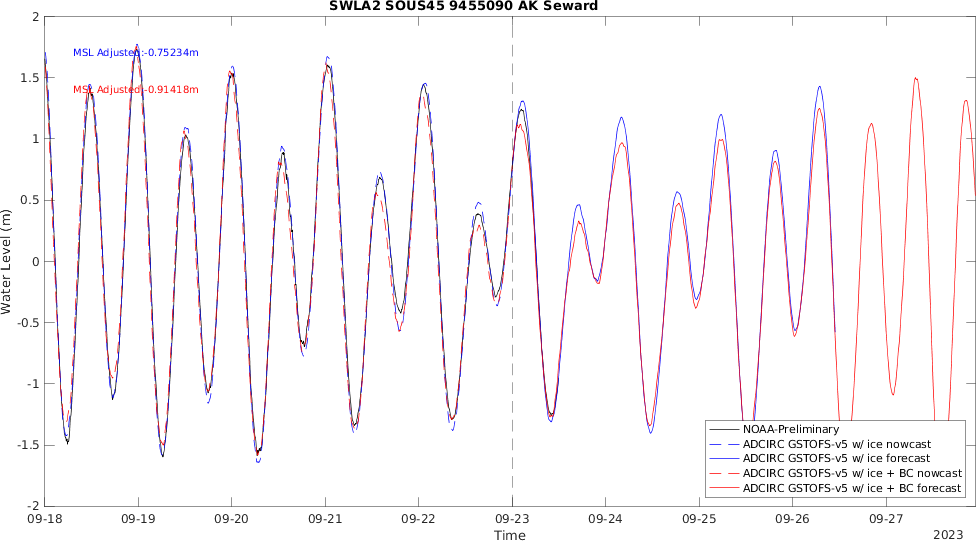 SWLA2 SOUS45 9455090 AK Seward
2
MSL Adjusted:-0.75234m
1.5
MSL Adjusted:-0.91418m
1
0.5
0
Water Level (m)
-0.5
-1
NOAA-Preliminary
-1.5
ADCIRC GSTOFS-v5 w/ ice nowcast
ADCIRC GSTOFS-v5 w/ ice forecast
ADCIRC GSTOFS-v5 w/ ice + BC nowcast
ADCIRC GSTOFS-v5 w/ ice + BC forecast
-2
09-18 09-19 09-20 09-21 09-22 09-23 09-24 09-25 09-26 09-27
Time
2023